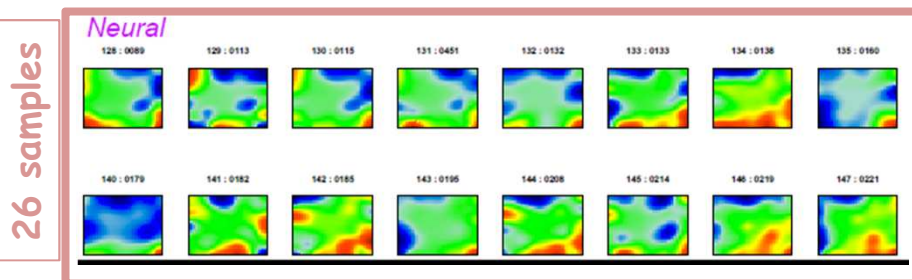 Neural
128 : 0089 129 : 0113 130 : 0115 131 : 0451 132 : 0132 133 : 0133 134 : 0138 135 : 0160
26 samples
140 : 0179 141 : 0182 142 : 0185 143 : 0195 144 : 0208 145 : 0214 146 : 0219 147 : 0221